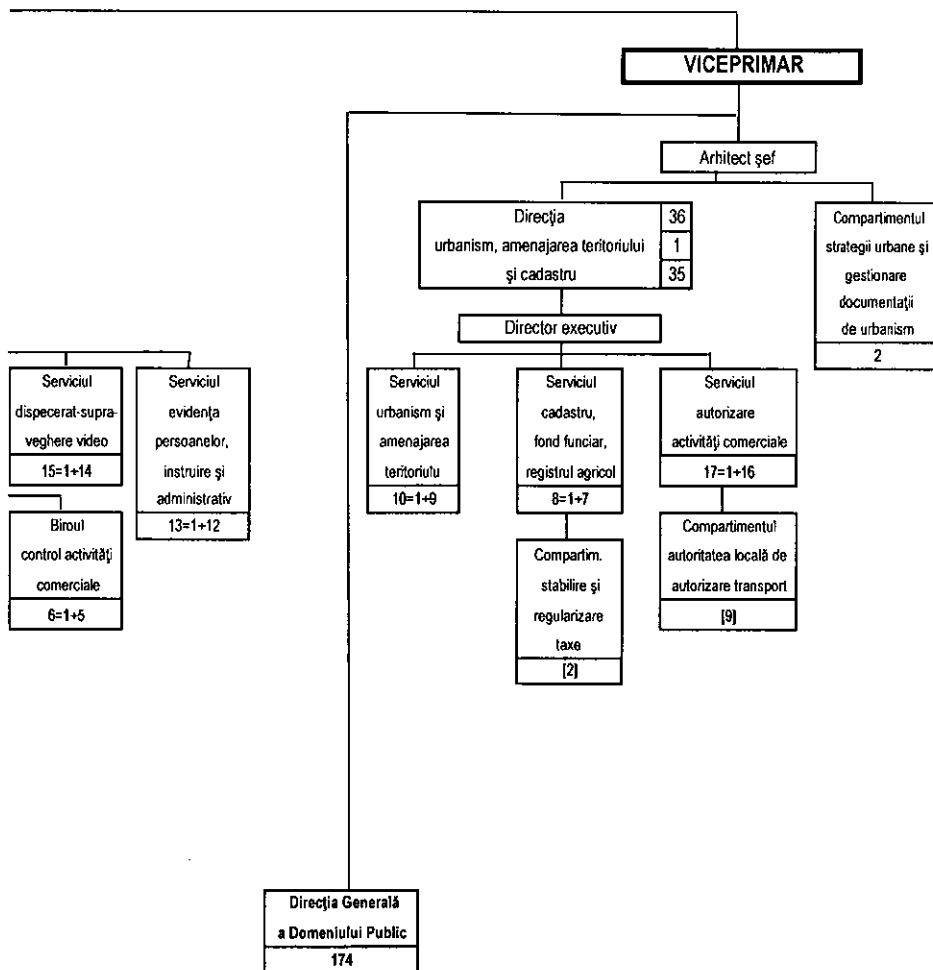 VICEPRIMAR
Arhitect şef
Direcţia
urbanism, amenajarea teritoriului
şi cadastru
36
1
35
Compartimentul
strategii urbane şi
gestionare
documentaţii
de urbanism
2
Director executiv
Serviciul
dispecerat-supra-
veghere video
15=1+14
Serviciul
evidenţa
persoanelor,
instruire şi
administrativ
13=1+12
Serviciul
urbanism şi
amenajarea
teritoriului
10=1+9
Serviciul
cadastru,
fond funciar,
registrul agricol
8=1+7
Serviciul
autorizare
activităţi comerciale
17=1+16
Biroul
control activităţi
comerciale
6=1+5
Compartim.
stabilire şi
regularizare
taxe
[2]
Compartimentul
autoritatea locală de
autorizare transport
[9]
Direcţia Generală
a Domeniului Public
174